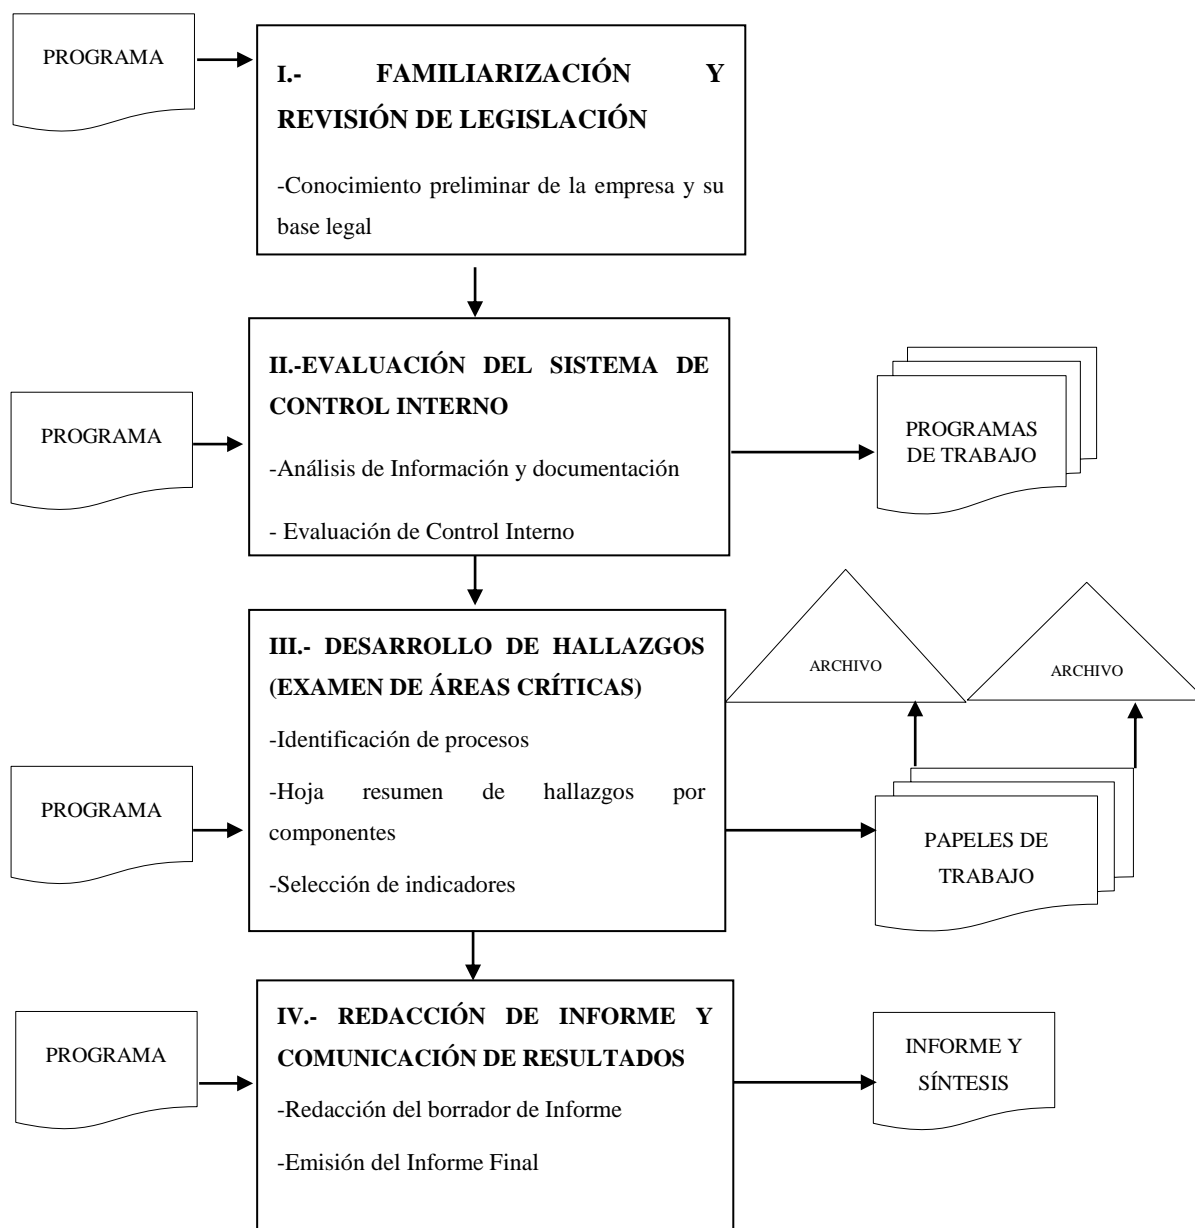 PROGRAMA
I.- FAMILIARIZACIÓN Y
REVISIÓN DE LEGISLACIÓN
-Conocimiento preliminar de la empresa y su
base legal
PROGRAMA
II.-EVALUACIÓN DEL SISTEMA DE
CONTROL INTERNO
-Análisis de Información y documentación
- Evaluación de Control Interno
PROGRAMAS
DE TRABAJO
PROGRAMA
III.- DESARROLLO DE HALLAZGOS
(EXAMEN DE ÁREAS CRÍTICAS)
-Identificación de procesos
-Hoja resumen de hallazgos por
componentes
-Selección de indicadores
ARCHIVO
ARCHIVO
PAPELES DE
TRABAJO
PROGRAMA
IV.- REDACCIÓN DE INFORME Y
COMUNICACIÓN DE RESULTADOS
-Redacción del borrador de Informe
-Emisión del Informe Final
INFORME Y
SÍNTESIS